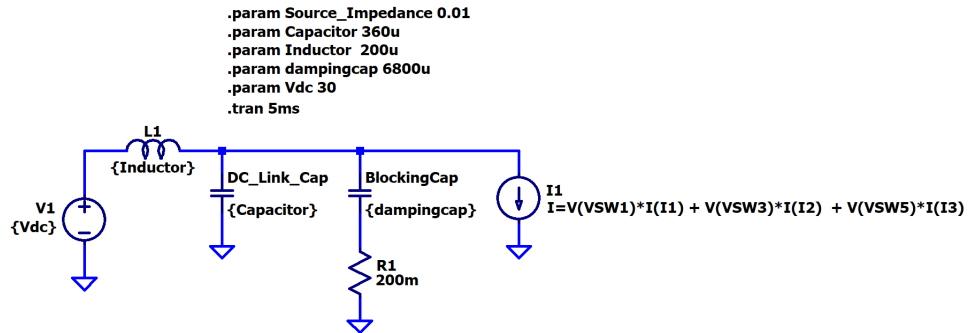 .param Source_Impedance 0.01
.param Capacitor 360u
.param Inductor 200u
.param dampingcap 6800u
.param Vdc 30
.tran 5ms
L1
{Inductor}
DC_Link_Cap
{Capacitor}
BlockingCap
{dampingcap}
V1
{Vdc}
I1
I=V(VSW1)*I(I1) + V(VSW3)*I(I2) + V(VSW5)*I(I3)
R1
200m